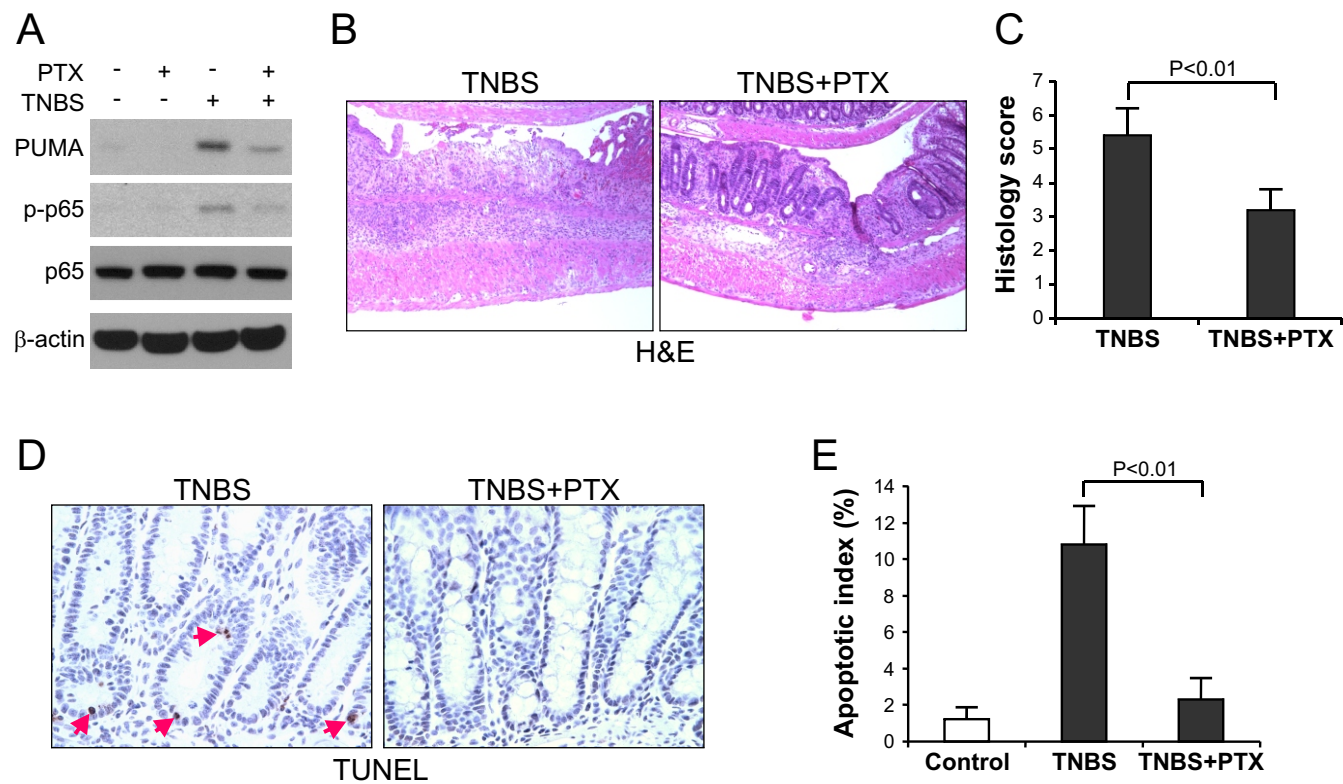 A
PTX - + - +
TNBS - - + +
PUMA
p-p65
p65
β-actin
B
TNBS TNBS+PTX
H&E
C
P<0.01
Histology score
7
6
5
4
3
2
1
0
TNBS TNBS+PTX
D
TNBS TNBS+PTX
TUNEL
E
P<0.01
Apoptotic index (%)
14
12
10
8
6
4
2
0
Control TNBS TNBS+PTX